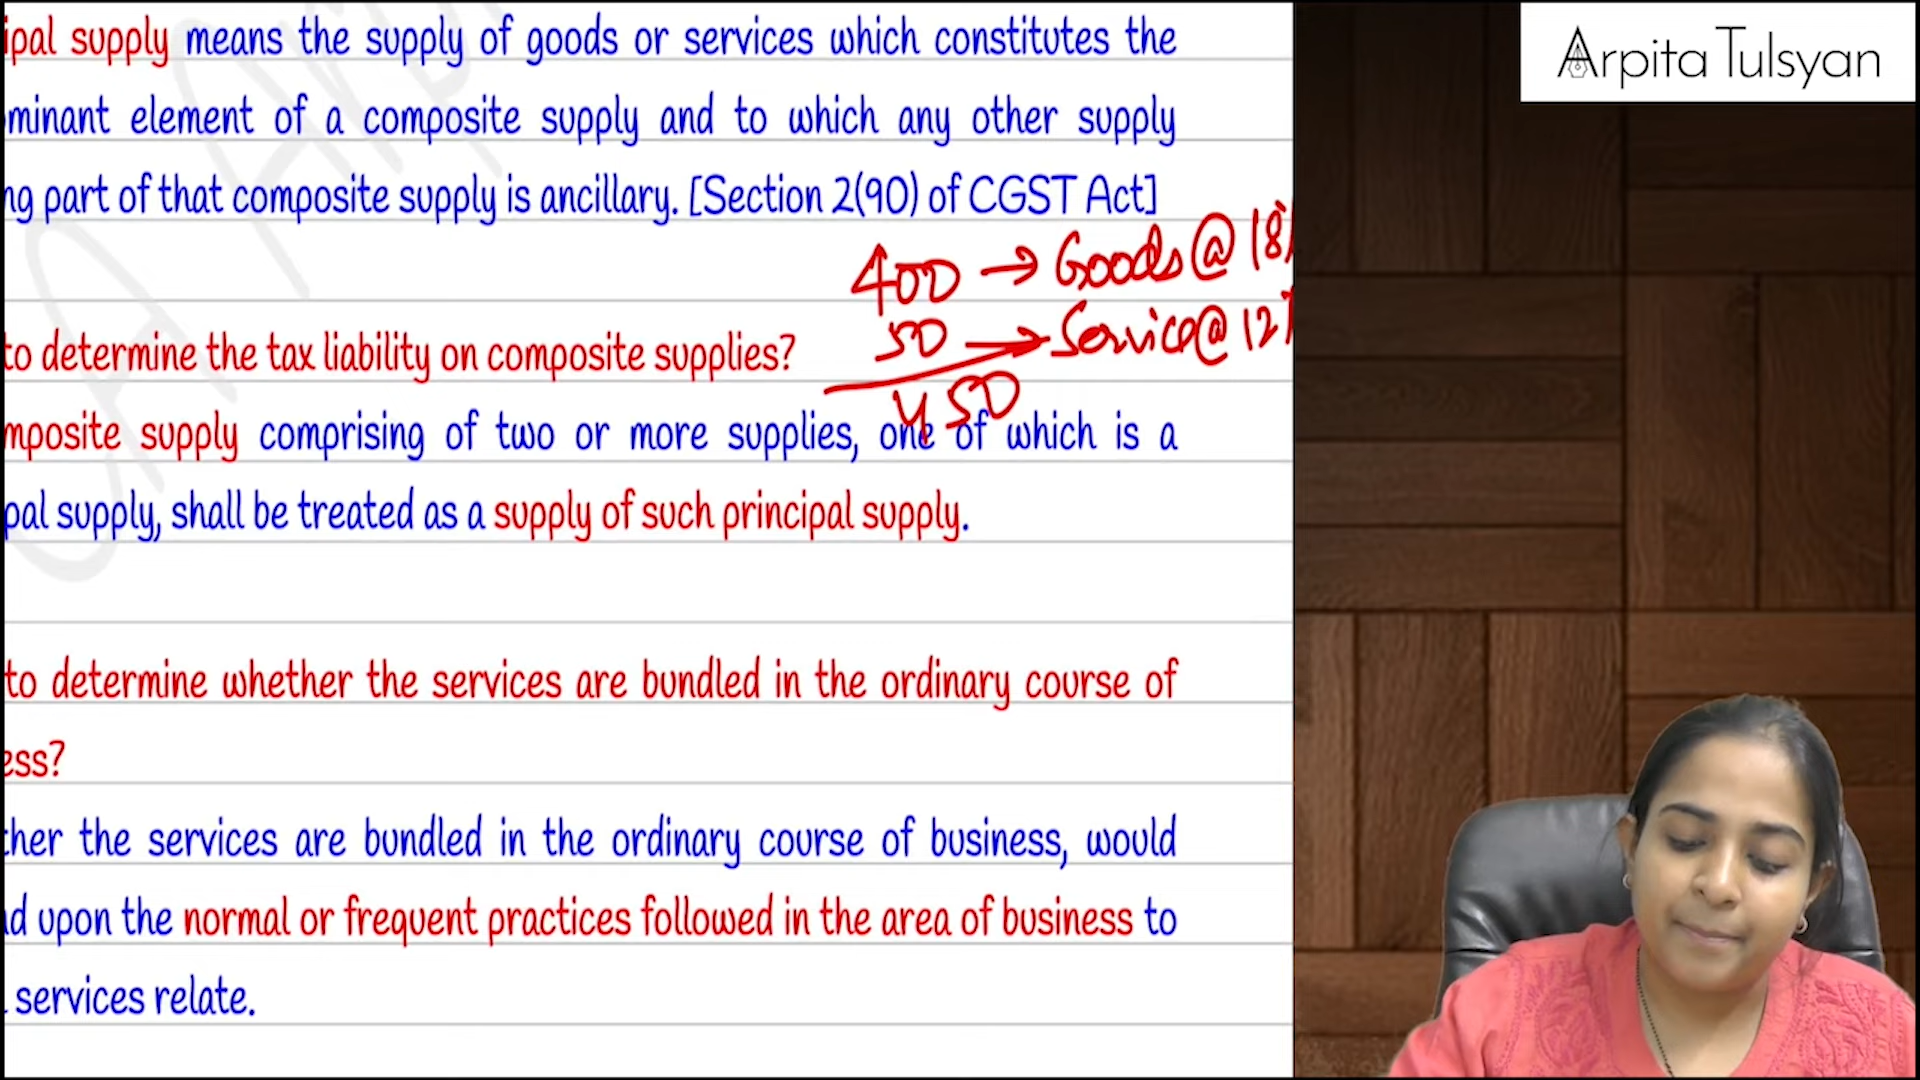 ipal supply means the supply of goods or services which constitutes the
minant element of a composite supply and to which any other supply
ng part of that composite supply is ancillary. [Section 2(90) of CGST Act]
400 → Goods @ 18%
50 → Service @ 12%
450
to determine the tax liability on composite supplies?
mposite supply comprising of two or more supplies, one of which is a
pal supply, shall be treated as a supply of such principal supply.
to determine whether the services are bundled in the ordinary course of
ess?
ther the services are bundled in the ordinary course of business, would
nd upon the normal or frequent practices followed in the area of business to
services relate.
Arpita Tulsyan